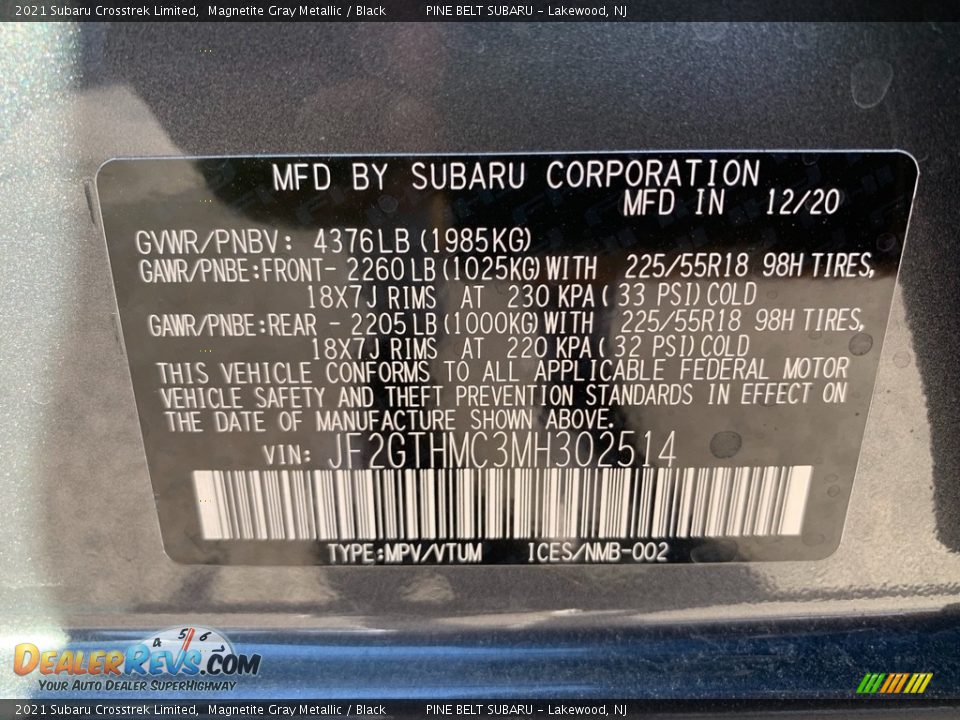 2021 Subaru Crosstrek Limited, Magnetite Gray Metallic / Black PINE BELT SUBARU - Lakewood, NJ
MFD BY SUBARU CORPORATION
MFD IN 12/20
GVWR/PNBV: 4376LB(1985KG)
GAWR/PNBE:FRONT- 2260LB(1025KG)WITH 225/55R18 98H TIRES,
18X7J RIMS AT 230 KPA(33 PSI)COLD
GAWR/PNBE:REAR - 2205LB(1000KG)WITH 225/55R18 98H TIRES,
18X7J RIMS AT 220 KPA(32 PSI)COLD
THIS VEHICLE CONFORMS TO ALL APPLICABLE FEDERAL MOTOR
VEHICLE SAFETY AND THEFT PREVENTION STANDARDS IN EFFECT ON
THE DATE OF MANUFACTURE SHOWN ABOVE.
VIN: JF2GTHMC3MH302514
TYPE:MPV/VTUM ICES/NMB-002
4 5 6
DEALERREVS.COM
YOUR AUTO DEALER SUPERHIGHWAY
2021 Subaru Crosstrek Limited, Magnetite Gray Metallic / Black PINE BELT SUBARU - Lakewood, NJ